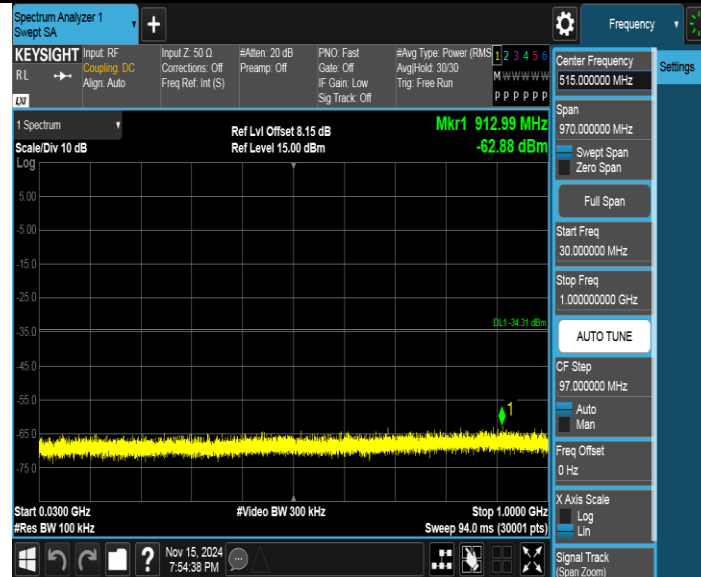 Spectrum Analyzer 1
Swept SA
+
Frequency
Settings
KEYSIGHT
RL
LXI
Input: RF
Coupling: DC
Align: Auto
Input Z: 50 Ω
Corrections: Off
Freq Ref: Int (S)
#Atten: 20 dB
Preamp: Off
PNO: Fast
Gate: Off
IF Gain: Low
Sig Track: Off
#Avg Type: Power (RMS
Avg|Hold: 30/30
Trig: Free Run
1 2 3 4 5 6
M W W W W W
P P P P P P
1 Spectrum
Scale/Div 10 dB
Log
Ref Lvl Offset 8.15 dB
Ref Level 15.00 dBm
Mkr1 912.99 MHz
-62.88 dBm
5.00
-5.00
-15.0
-25.0
-35.0
-45.0
-55.0
-65.0
-75.0
DL1 -34.31 dBm
1
Start 0.0300 GHz
#Res BW 100 kHz
#Video BW 300 kHz
Stop 1.0000 GHz
Sweep 94.0 ms (30001 pts)
Center Frequency
515.000000 MHz
Span
970.000000 MHz
Swept Span
Zero Span
Full Span
Start Freq
30.000000 MHz
Stop Freq
1.000000000 GHz
AUTO TUNE
CF Step
97.000000 MHz
Auto
Man
Freq Offset
0 Hz
X Axis Scale
Log
Lin
Signal Track
(Span Zoom)
?
Nov 15, 2024
7:54:38 PM